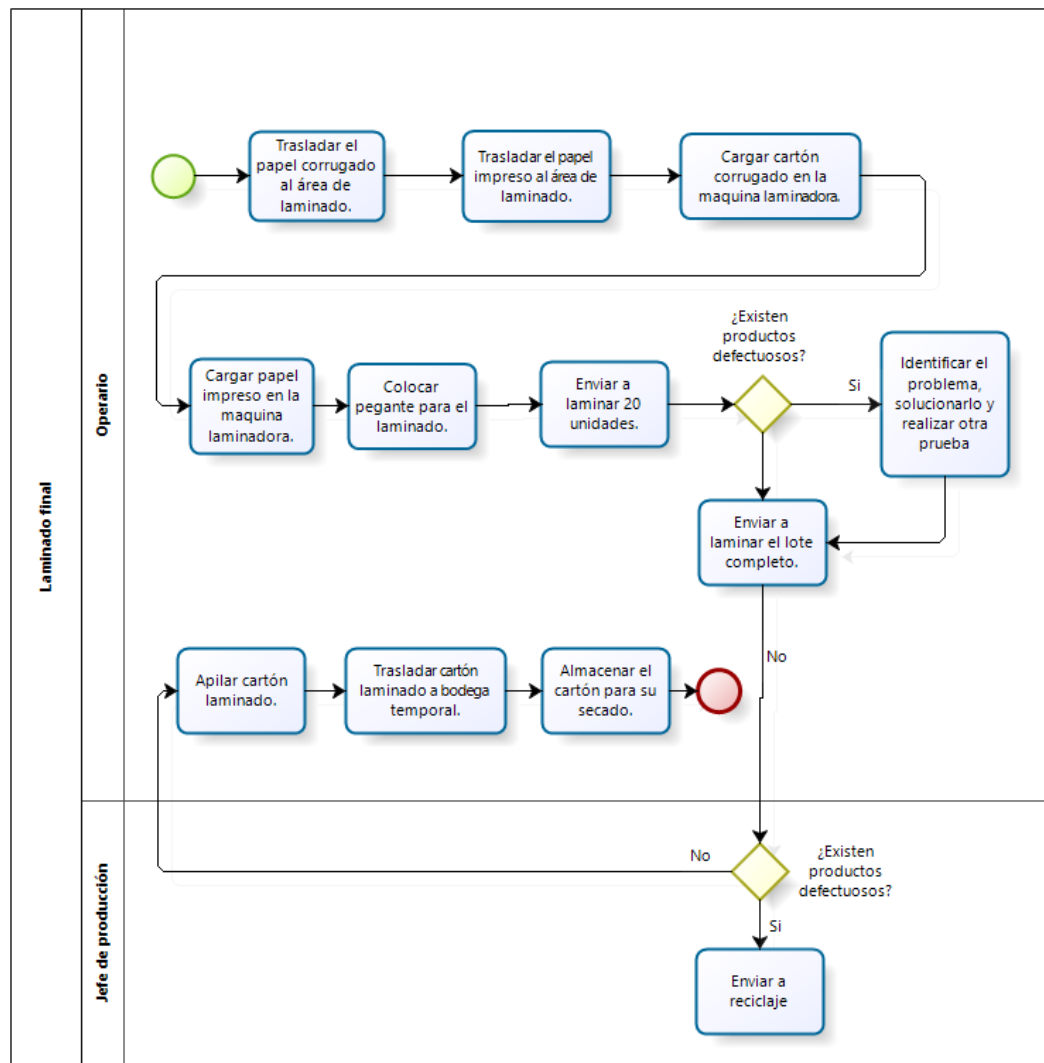 Laminado final
Operario
Trasladar el
papel corrugado
al área de
laminado.
Trasladar el papel
impreso al área de
laminado.
Cargar cartón
corrugado en la
maquina laminadora.
Cargar papel
impreso en la
maquina
laminadora.
Colocar
pegante para el
laminado.
Enviar a
laminar 20
unidades.
¿Existen
productos
defectuosos?
Si
Identificar el
problema,
solucionarlo y
realizar otra
prueba
Enviar a
laminar el lote
completo.
No
Apilar cartón
laminado.
Trasladar cartón
laminado a bodega
temporal.
Almacenar el
cartón para su
secado.
Jefe de producción
No
¿Existen
productos
defectuosos?
Si
Enviar a
reciclaje